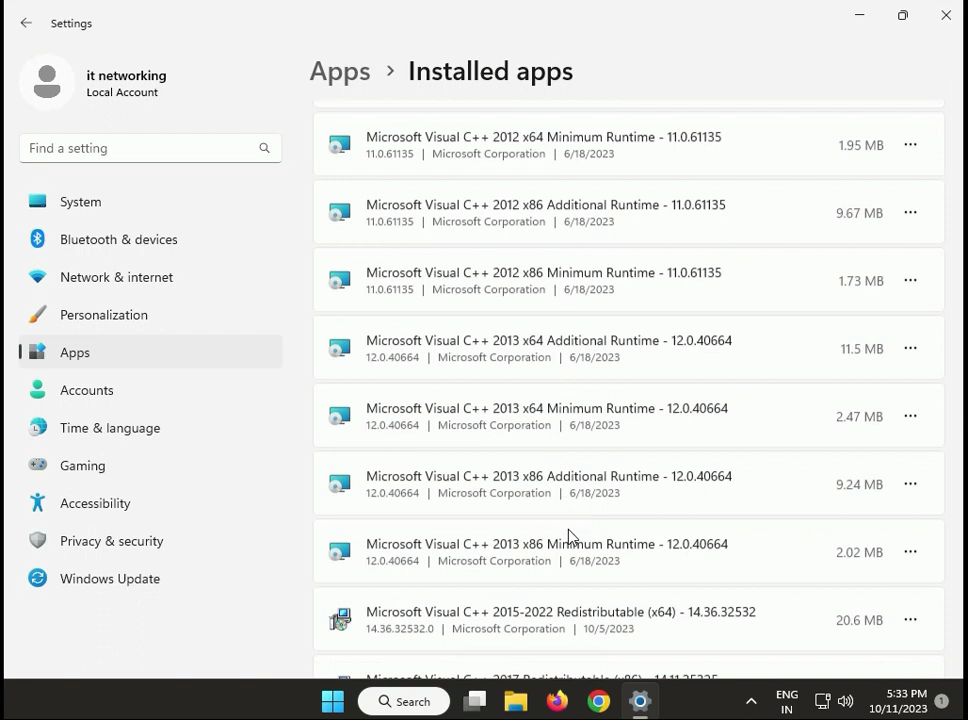 Settings
it networking
Local Account
Find a setting
System
Bluetooth & devices
Network & internet
Personalization
Apps
Accounts
Time & language
Gaming
Accessibility
Privacy & security
Windows Update
Apps > Installed apps
Microsoft Visual C++ 2012 x64 Minimum Runtime - 11.0.61135
11.0.61135 | Microsoft Corporation | 6/18/2023
1.95 MB
Microsoft Visual C++ 2012 x86 Additional Runtime - 11.0.61135
11.0.61135 | Microsoft Corporation | 6/18/2023
9.67 MB
Microsoft Visual C++ 2012 x86 Minimum Runtime - 11.0.61135
11.0.61135 | Microsoft Corporation | 6/18/2023
1.73 MB
Microsoft Visual C++ 2013 x64 Additional Runtime - 12.0.40664
12.0.40664 | Microsoft Corporation | 6/18/2023
11.5 MB
Microsoft Visual C++ 2013 x64 Minimum Runtime - 12.0.40664
12.0.40664 | Microsoft Corporation | 6/18/2023
2.47 MB
Microsoft Visual C++ 2013 x86 Additional Runtime - 12.0.40664
12.0.40664 | Microsoft Corporation | 6/18/2023
9.24 MB
Microsoft Visual C++ 2013 x86 Minimum Runtime - 12.0.40664
12.0.40664 | Microsoft Corporation | 6/18/2023
2.02 MB
Microsoft Visual C++ 2015-2022 Redistributable (x64) - 14.36.32532
14.36.32532.0 | Microsoft Corporation | 10/5/2023
20.6 MB
Search
ENG
IN
5:33 PM
10/11/2023
1